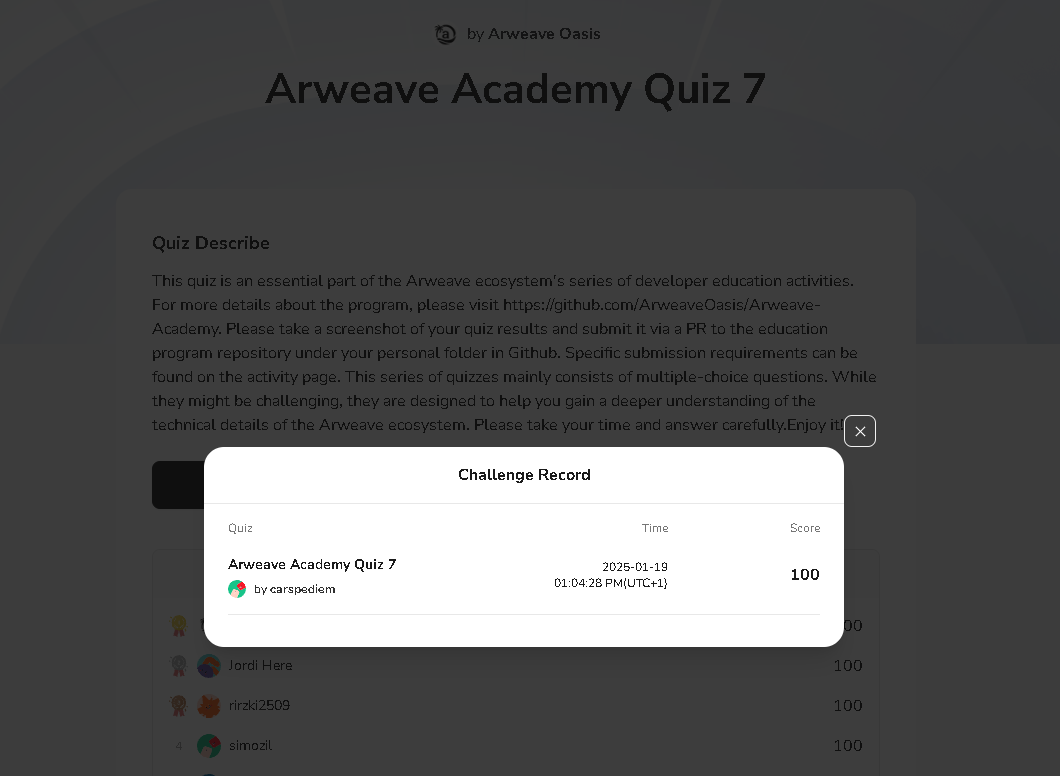 by Arweave Oasis
Arweave Academy Quiz 7
Quiz Describe
This quiz is an essential part of the Arweave ecosystem's series of developer education activities.
For more details about the program, please visit https://github.com/ArweaveOasis/Arweave-
Academy. Please take a screenshot of your quiz results and submit it via a PR to the education
program repository under your personal folder in Github. Specific submission requirements can be
found on the activity page. This series of quizzes mainly consists of multiple-choice questions. While
they might be challenging, they are designed to help you gain a deeper understanding of the
technical details of the Arweave ecosystem. Please take your time and answer carefully.Enjoy it!
Challenge Record
Quiz Time Score
Arweave Academy Quiz 7
by carspediem
2025-01-19
01:04:28 PM(UTC+1)
100
Jordi Here 100
rirzki2509 100
4 simozil 100